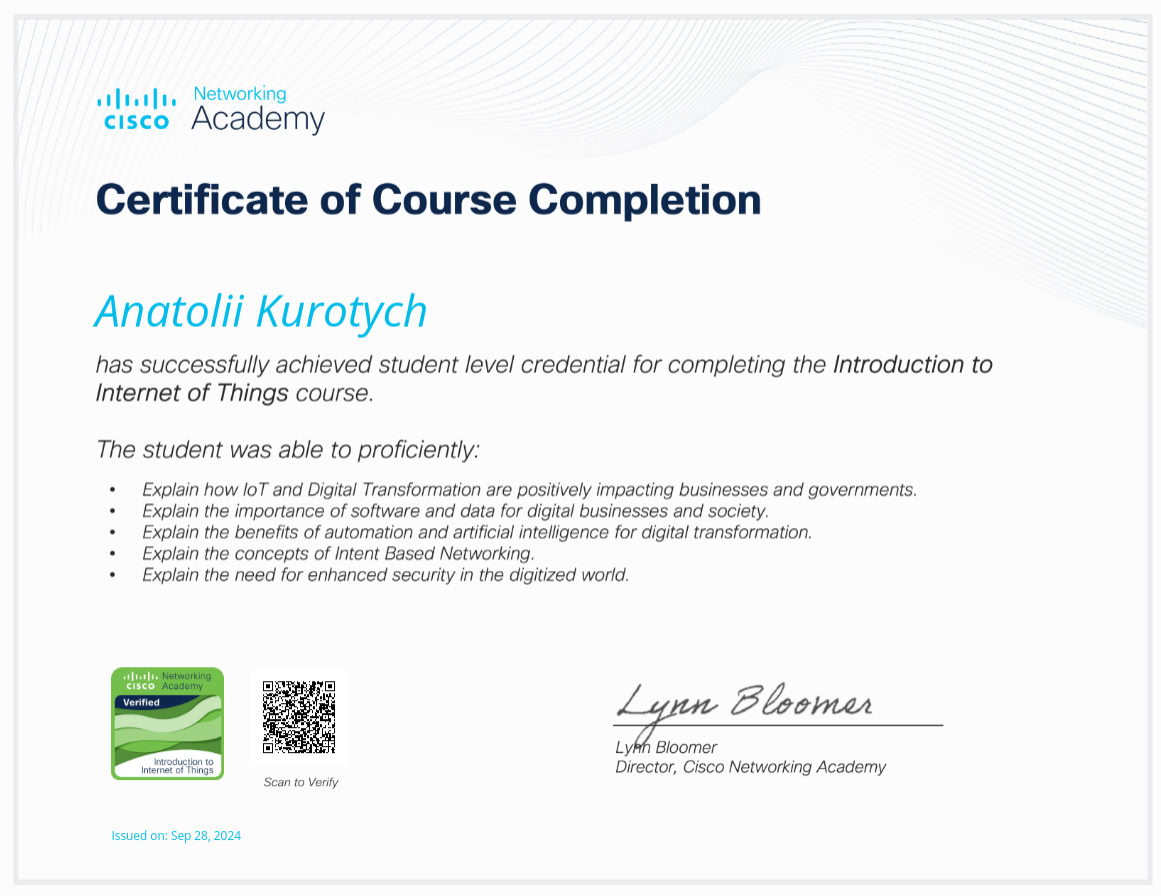 Networking
Academy
CISCO
Certificate of Course Completion
Anatolii Kurotych
has successfully achieved student level credential for completing the Introduction to
Internet of Things course.
The student was able to proficiently:
• Explain how IoT and Digital Transformation are positively impacting businesses and governments.
• Explain the importance of software and data for digital businesses and society.
• Explain the benefits of automation and artificial intelligence for digital transformation.
• Explain the concepts of Intent Based Networking.
• Explain the need for enhanced security in the digitized world.
Networking
CISCO Academy
Verified
Introduction to
Internet of Things
Scan to Verify
Lynn Bloomer
Lynn Bloomer
Director, Cisco Networking Academy
Issued on: Sep 28, 2024